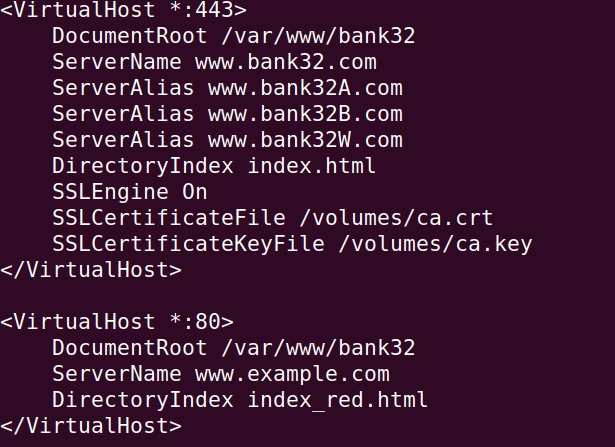 <VirtualHost *:443>
    DocumentRoot /var/www/bank32
    ServerName www.bank32.com
    ServerAlias www.bank32A.com
    ServerAlias www.bank32B.com
    ServerAlias www.bank32W.com
    DirectoryIndex index.html
    SSLEngine On
    SSLCertificateFile /volumes/ca.crt
    SSLCertificateKeyFile /volumes/ca.key
</VirtualHost>

<VirtualHost *:80>
    DocumentRoot /var/www/bank32
    ServerName www.example.com
    DirectoryIndex index_red.html
</VirtualHost>